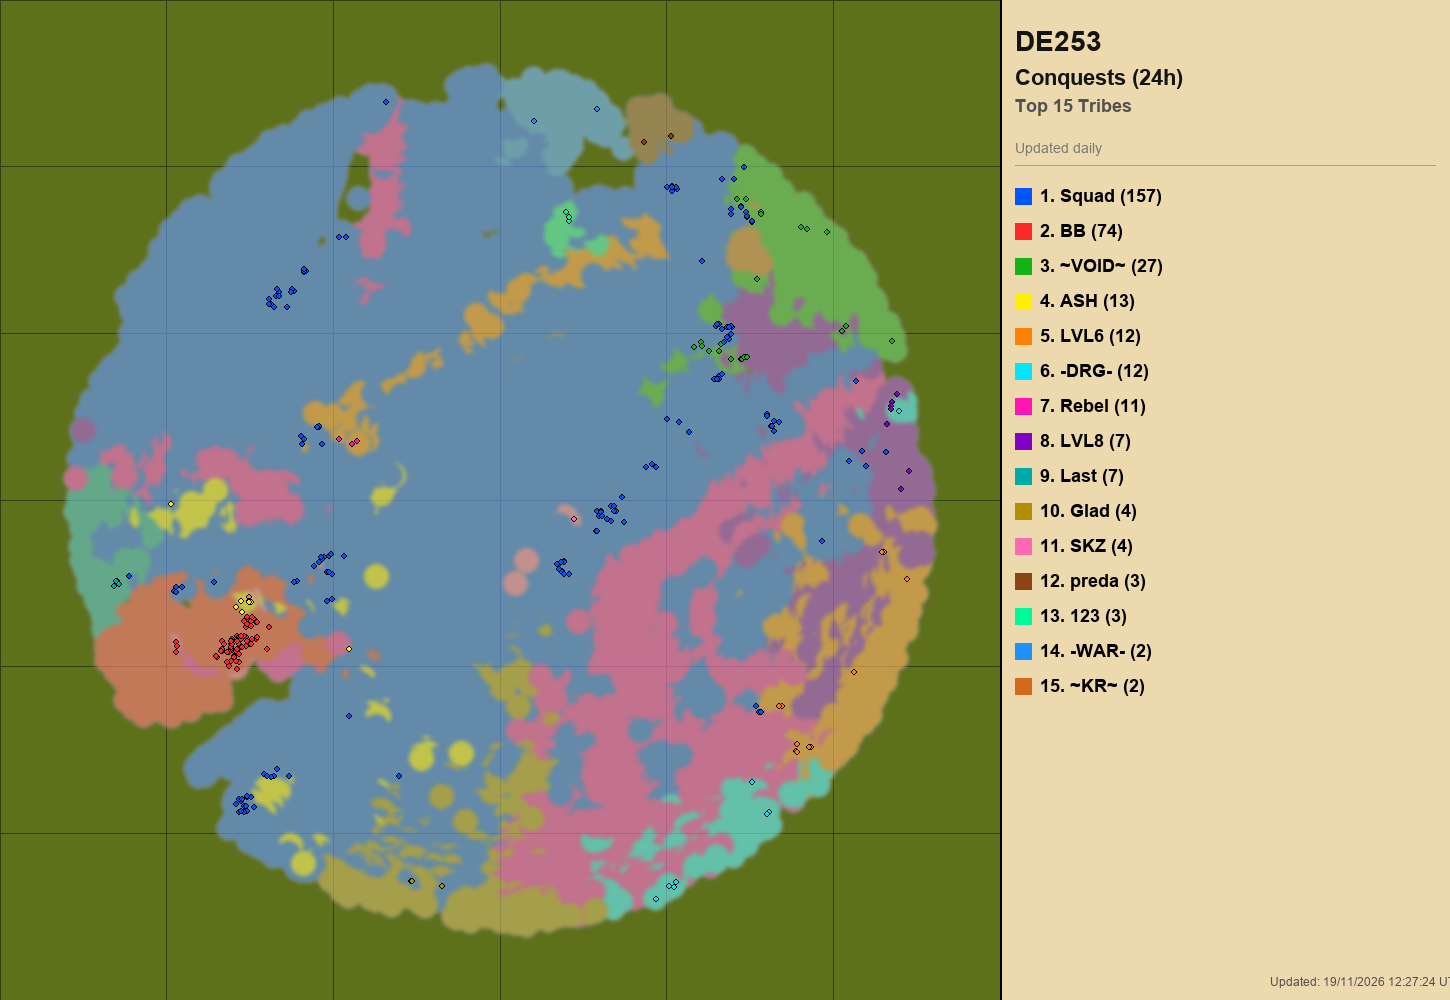 DE253
Conquests (24h)
Top 15 Tribes
Updated daily
1. Squad (157)
2. BB (74)
3. ~VOID~ (27)
4. ASH (13)
5. LVL6 (12)
6. -DRG- (12)
7. Rebel (11)
8. LVL8 (7)
9. Last (7)
10. Glad (4)
11. SKZ (4)
12. preda (3)
13. 123 (3)
14. -WAR- (2)
15. ~KR~ (2)
Updated: 19/11/2026 12:27:24 U